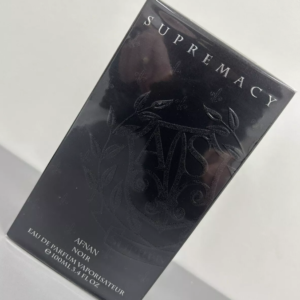 SUPREMACY
AFNAN
NOIR
EAU DE PARFUM VAPORISATEUR
℮100ML 3.4 FL.OZ